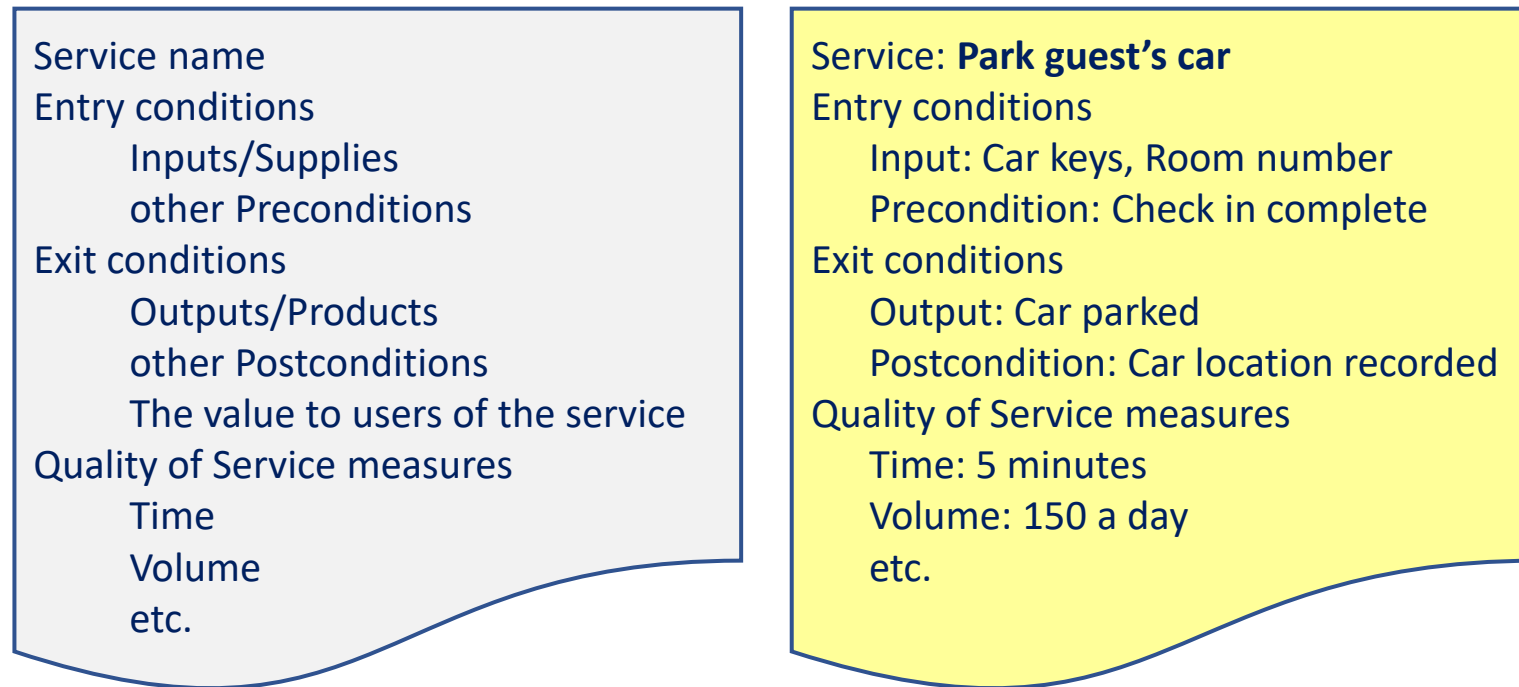 Service name
Entry conditions
Inputs/Supplies
other Preconditions
Exit conditions
Outputs/Products
other Postconditions
The value to users of the service
Quality of Service measures
Time
Volume
etc.
Service: Park guest’s car
Entry conditions
Input: Car keys, Room number
Precondition: Check in complete
Exit conditions
Output: Car parked
Postcondition: Car location recorded
Quality of Service measures
Time: 5 minutes
Volume: 150 a day
etc.